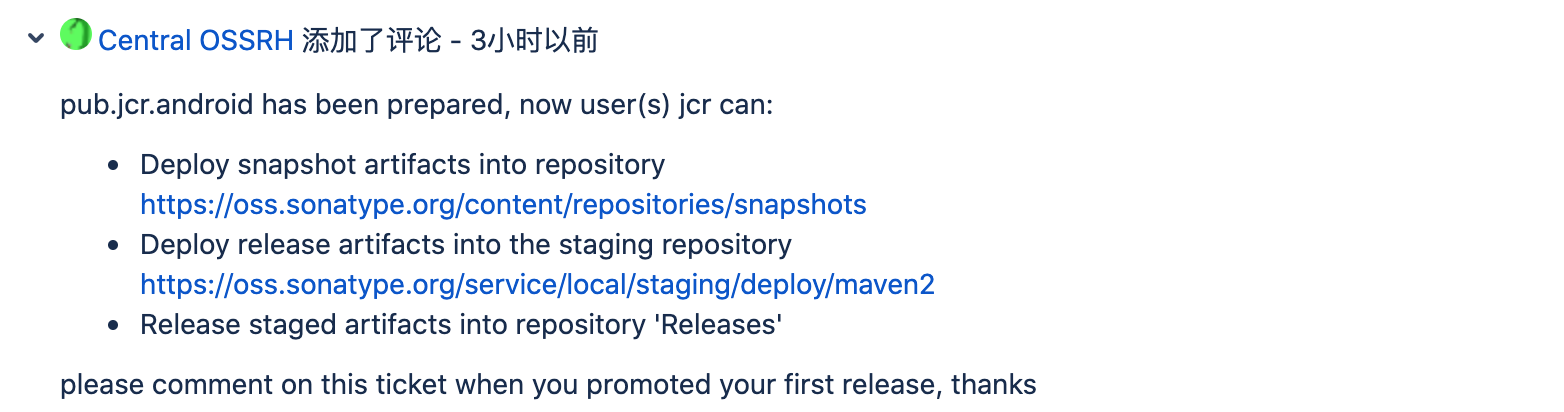 Central OSSRH 添加了评论 - 3小时以前
pub.jcr.android has been prepared, now user(s) jcr can:
• Deploy snapshot artifacts into repository
https://oss.sonatype.org/content/repositories/snapshots
• Deploy release artifacts into the staging repository
https://oss.sonatype.org/service/local/staging/deploy/maven2
• Release staged artifacts into repository 'Releases'
please comment on this ticket when you promoted your first release, thanks